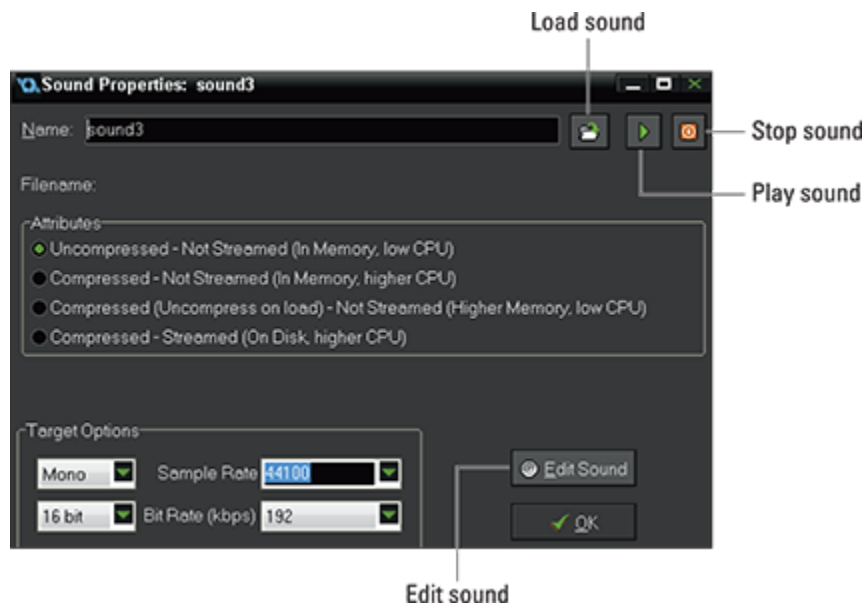 Load sound
Sound Properties: sound3
Name: sound3
Stop sound
Play sound
Filename:
Attributes
Uncompressed - Not Streamed (In Memory, low CPU)
Compressed - Not Streamed (In Memory, higher CPU)
Compressed (Uncompress on load) - Not Streamed (Higher Memory, low CPU)
Compressed - Streamed (On Disk, higher CPU)
Target Options
Mono Sample Rate 44100
Edit Sound
16 bit Bit Rate (kbps) 192
OK
Edit sound